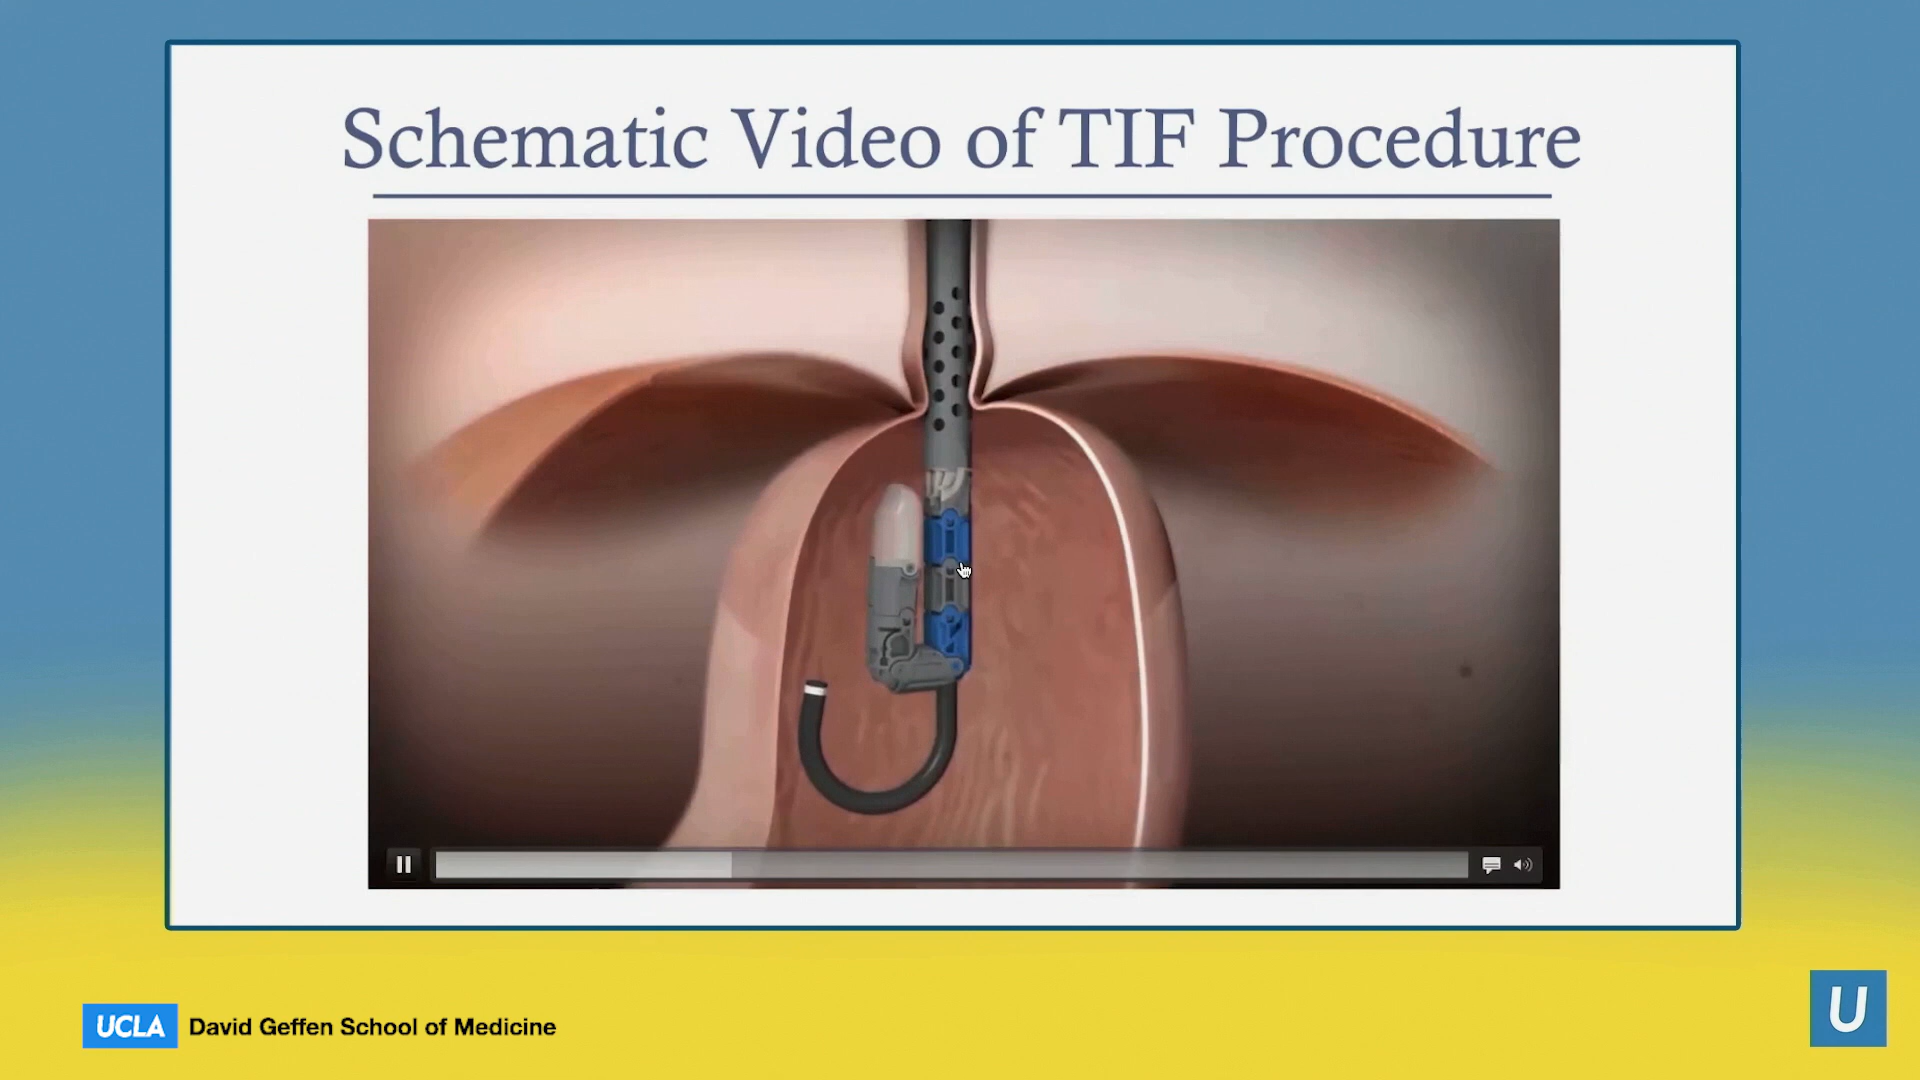 Schematic Video of TIF Procedure
UCLA David Geffen School of Medicine
U